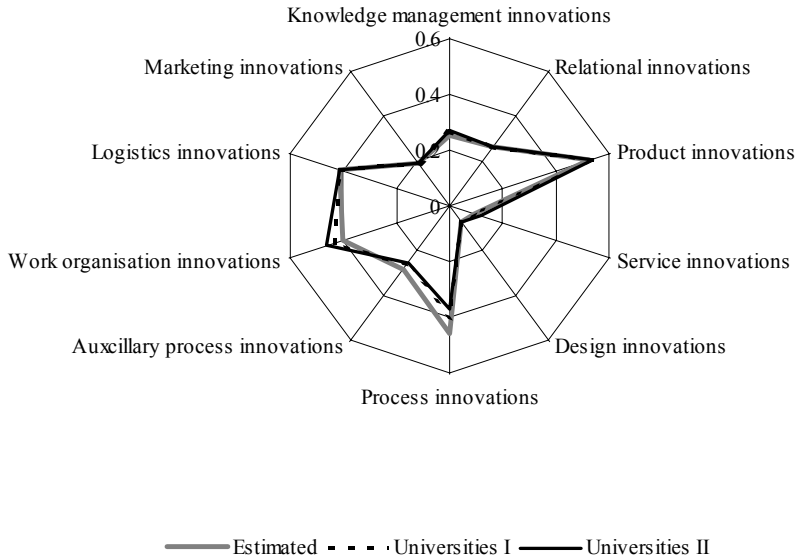 Knowledge management innovations
0.6
Marketing innovations
Relational innovations
0.4
Logistics innovations
0.2
Product innovations
0
Work organisation innovations
Service innovations
Auxcillary process innovations
Design innovations
Process innovations
Estimated
Universities I
Universities II